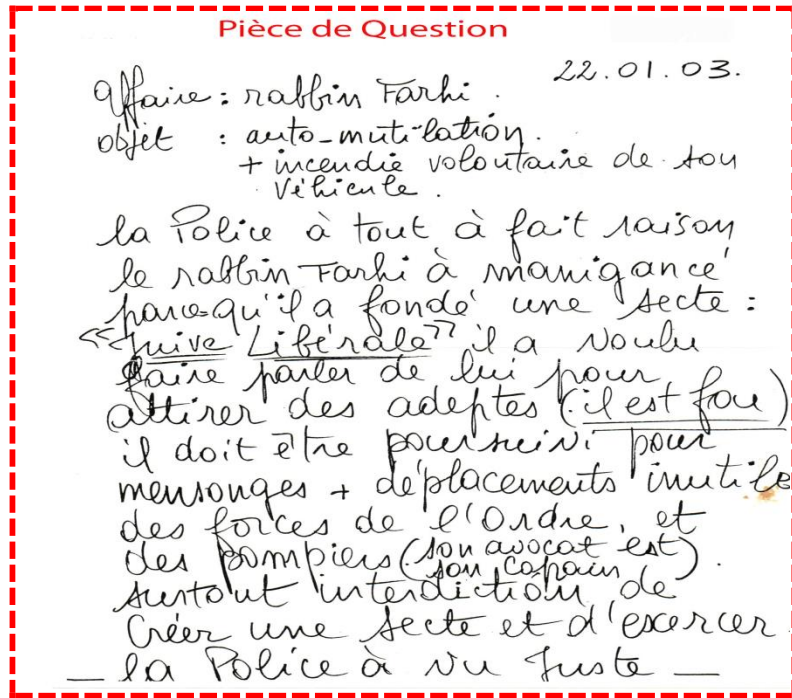 Pièce de Question
22.01.03.
affaire : rabbin Farhi.
objet : auto-mutilation.
+ incendie volontaire de son
véhicule.
la Police à tout à fait raison
le rabbin Farhi à manigancé
parce-qu'il a fondé une secte :
«Juive Libérale" il a voulu
faire parler de lui pour
attirer des adeptes (il est fou)
il doit être poursuivi pour
mensonges + déplacements inutile
des forces de l'Ordre, et
des pompiers (son avocat est
son copain).
surtout interdiction de
Créer une secte et d'exercer
— la Police à vu Juste —